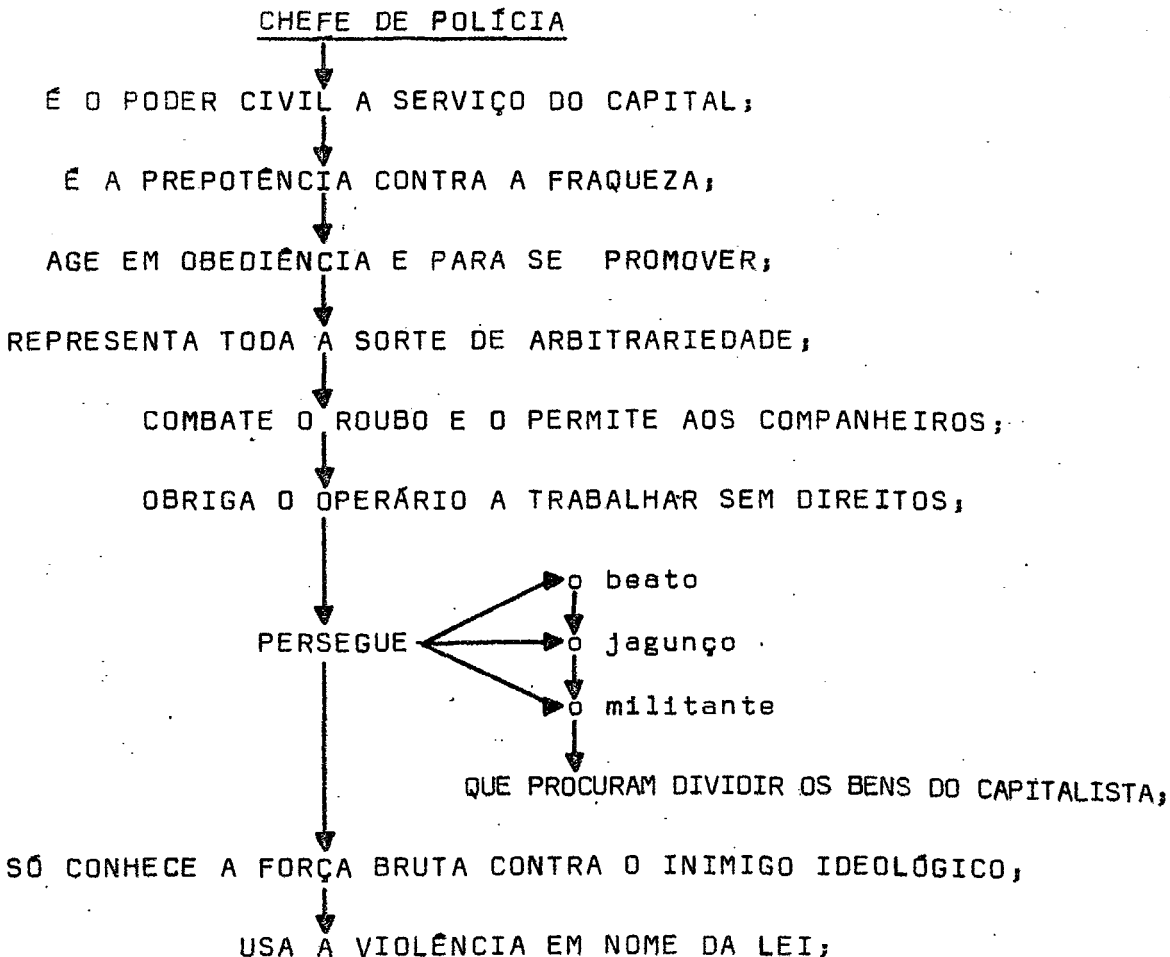 CHEFE DE POLÍCIA
É O PODER CIVIL A SERVIÇO DO CAPITAL;
É A PREPOTÊNCIA CONTRA A FRAQUEZA;
AGE EM OBEDIÊNCIA E PARA SE PROMOVER;
REPRESENTA TODA A SORTE DE ARBITRARIEDADE;
COMBATE O ROUBO E O PERMITE AOS COMPANHEIROS;
OBRIGA O OPERÁRIO A TRABALHAR SEM DIREITOS;
o beato
PERSEGUE o jagunço
o militante
QUE PROCURAM DIVIDIR OS BENS DO CAPITALISTA;
SÓ CONHECE A FORÇA BRUTA CONTRA O INIMIGO IDEOLÓGICO;
USA A VIOLÊNCIA EM NOME DA LEI;